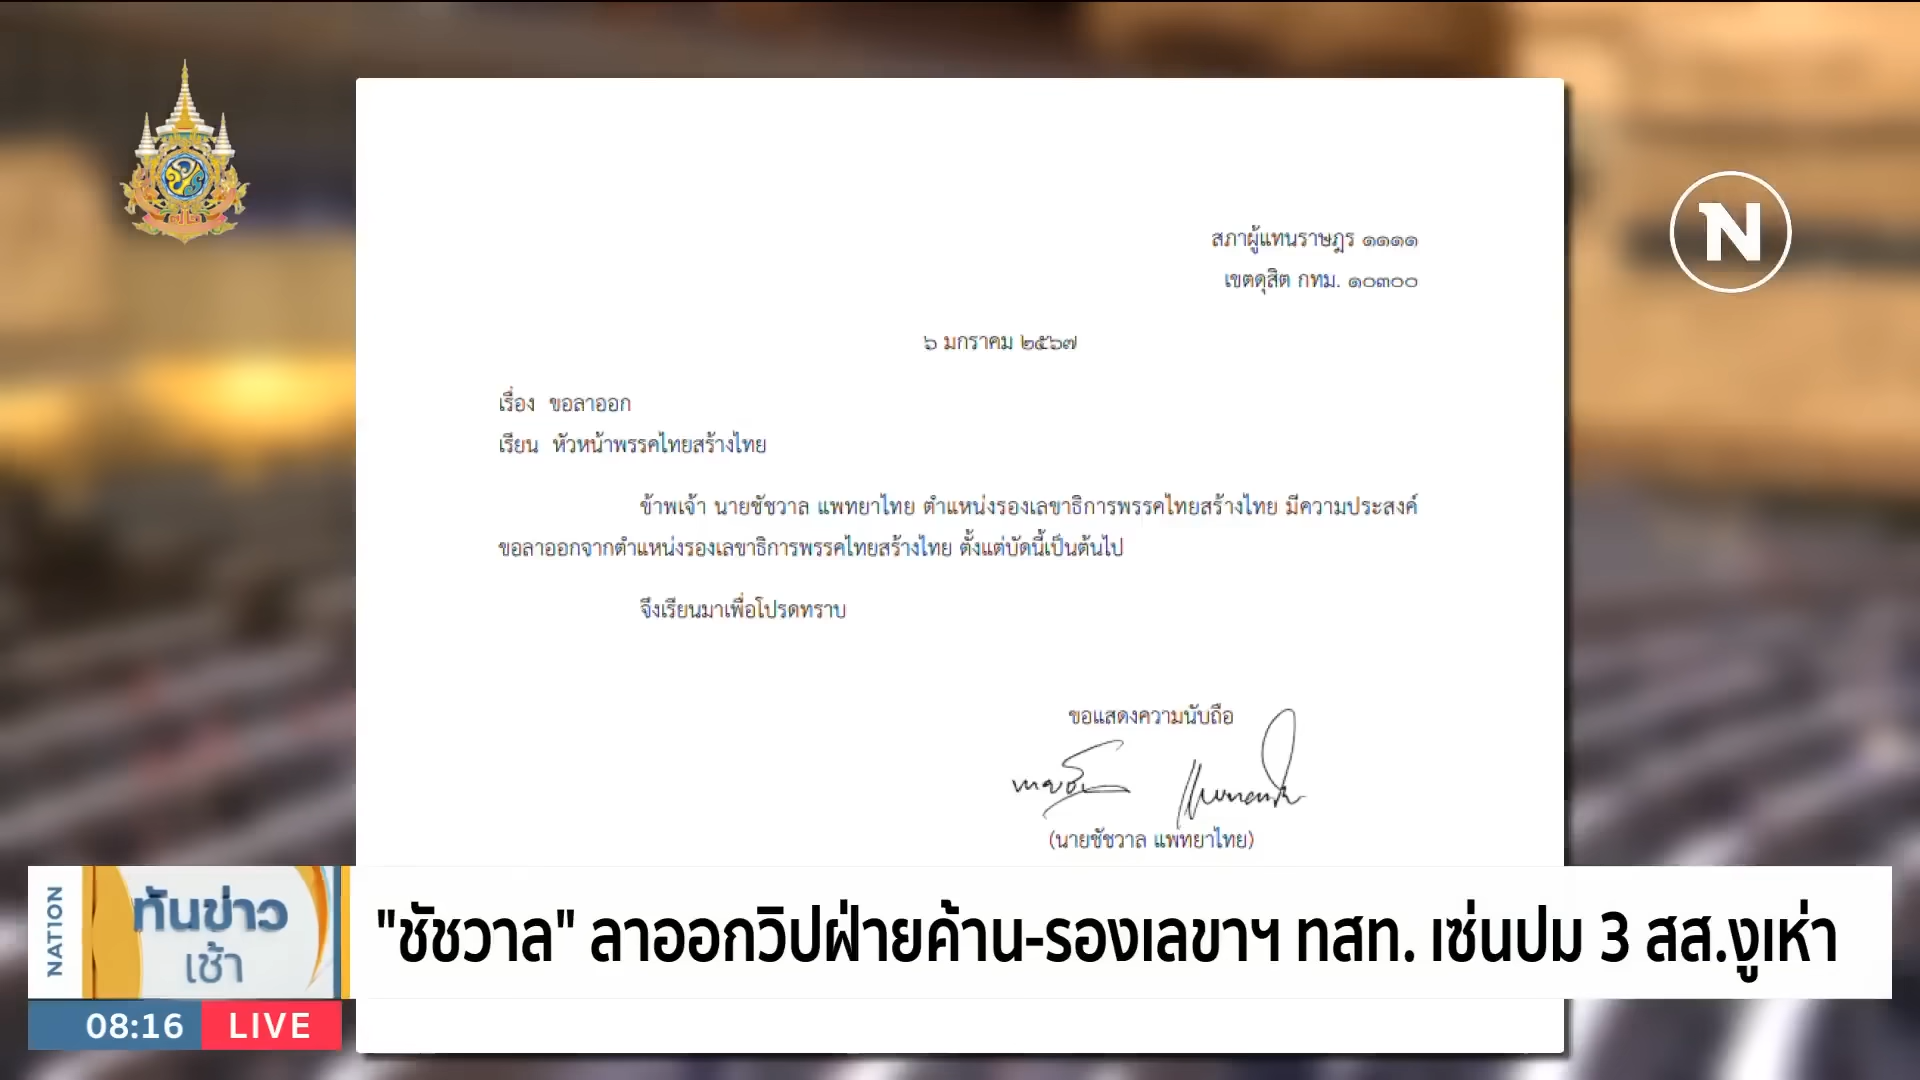 สภาผู้แทนราษฎร ๑๑๑๑
เขตดุสิต กทม. ๑๐๓๐๐
๖ มกราคม ๒๕๖๗
เรื่อง ขอลาออก
เรียน หัวหน้าพรรคไทยสร้างไทย
ข้าพเจ้า นายชัชวาล แพทยาไทย ตำแหน่งรองเลขาธิการพรรคไทยสร้างไทย มีความประสงค์
ขอลาออกจากตำแหน่งรองเลขาธิการพรรคไทยสร้างไทย ตั้งแต่บัดนี้เป็นต้นไป
จึงเรียนมาเพื่อโปรดทราบ
ขอแสดงความนับถือ
(นายชัชวาล แพทยาไทย)
N
NATION
ทันข่าว
เช้า
"ชัชวาล" ลาออกวิปฝ่ายค้าน-รองเลขาฯ ทสท. เซ่นปม 3 สส.งูเห่า
08:16 LIVE